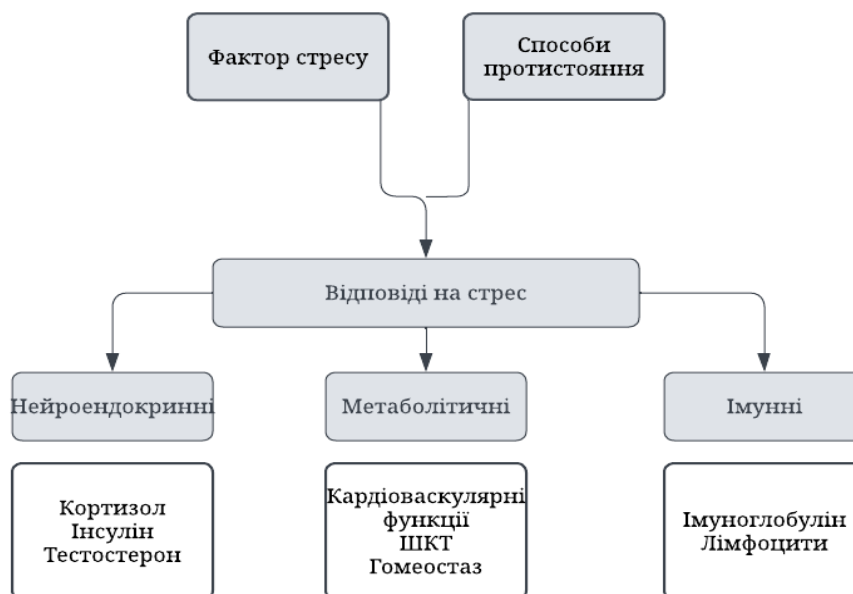 Фактор стресу
Способи
протистояння
Відповіді на стрес
Нейроендокринні
Метаболітичні
Імунні
Кортизол
Інсулін
Тестостерон
Кардіоваскулярні
функції
ШКТ
Гомеостаз
Імуноглобулін
Лімфоцити